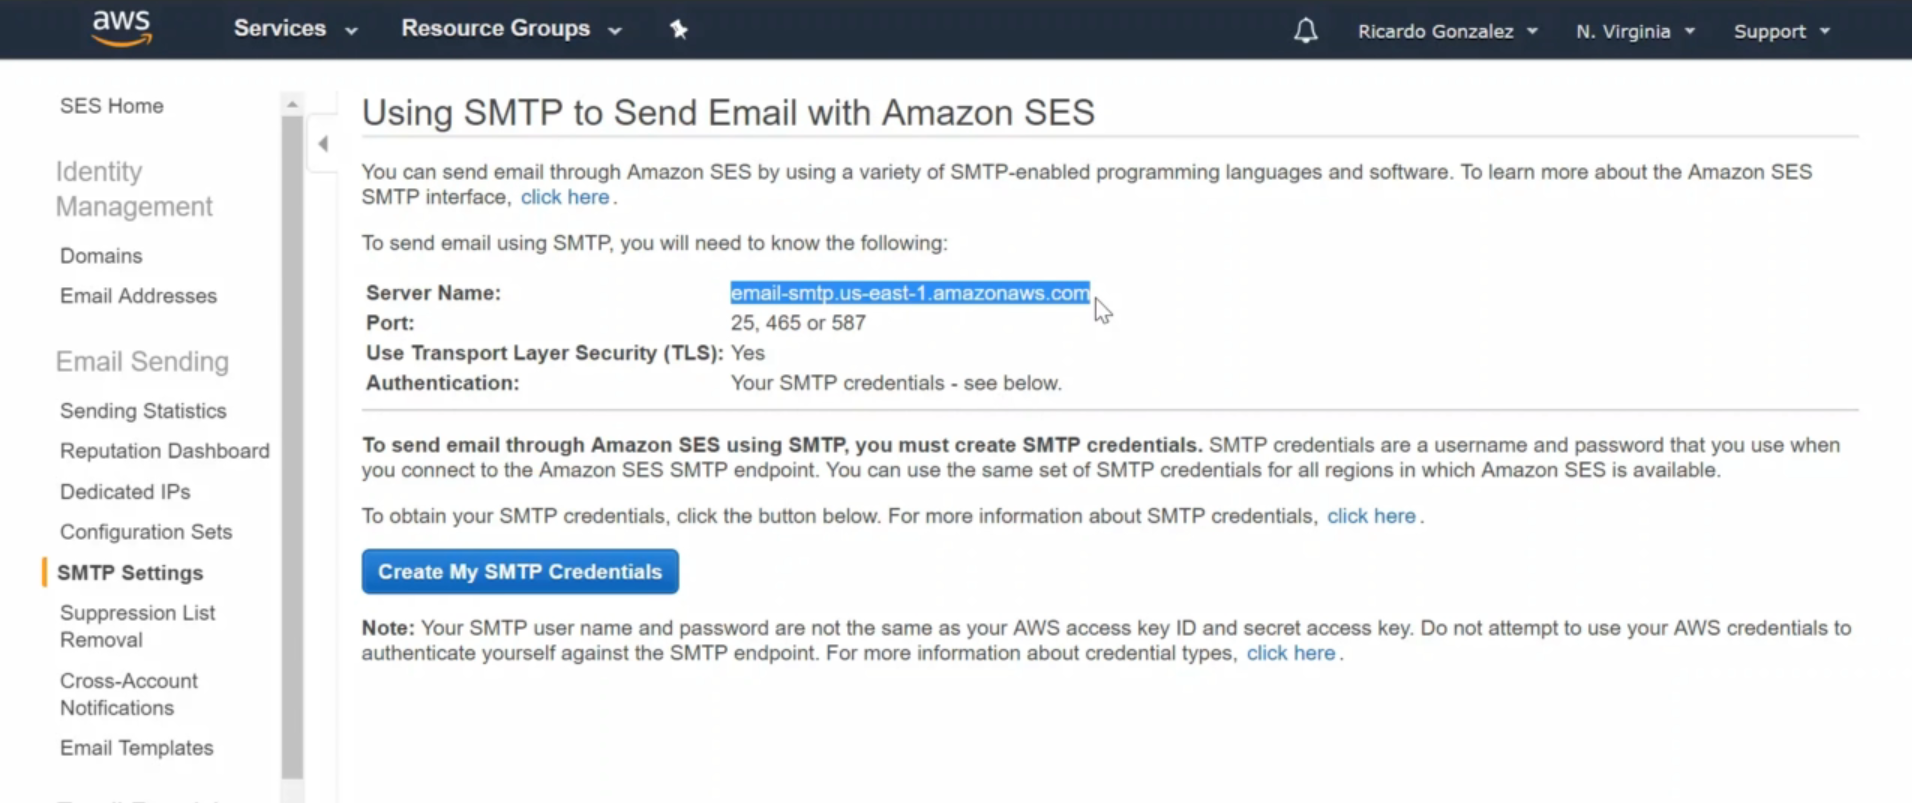 aws Services Resource Groups Ricardo Gonzalez N. Virginia Support
SES Home
Identity
Management
Domains
Email Addresses
Email Sending
Sending Statistics
Reputation Dashboard
Dedicated IPs
Configuration Sets
SMTP Settings
Suppression List
Removal
Cross-Account
Notifications
Email Templates
Using SMTP to Send Email with Amazon SES
You can send email through Amazon SES by using a variety of SMTP-enabled programming languages and software. To learn more about the Amazon SES
SMTP interface, click here.
To send email using SMTP, you will need to know the following:
Server Name: email-smtp.us-east-1.amazonaws.com
Port: 25, 465 or 587
Use Transport Layer Security (TLS): Yes
Authentication: Your SMTP credentials - see below.
To send email through Amazon SES using SMTP, you must create SMTP credentials. SMTP credentials are a username and password that you use when
you connect to the Amazon SES SMTP endpoint. You can use the same set of SMTP credentials for all regions in which Amazon SES is available.
To obtain your SMTP credentials, click the button below. For more information about SMTP credentials, click here.
Create My SMTP Credentials
Note: Your SMTP user name and password are not the same as your AWS access key ID and secret access key. Do not attempt to use your AWS credentials to
authenticate yourself against the SMTP endpoint. For more information about credential types, click here.